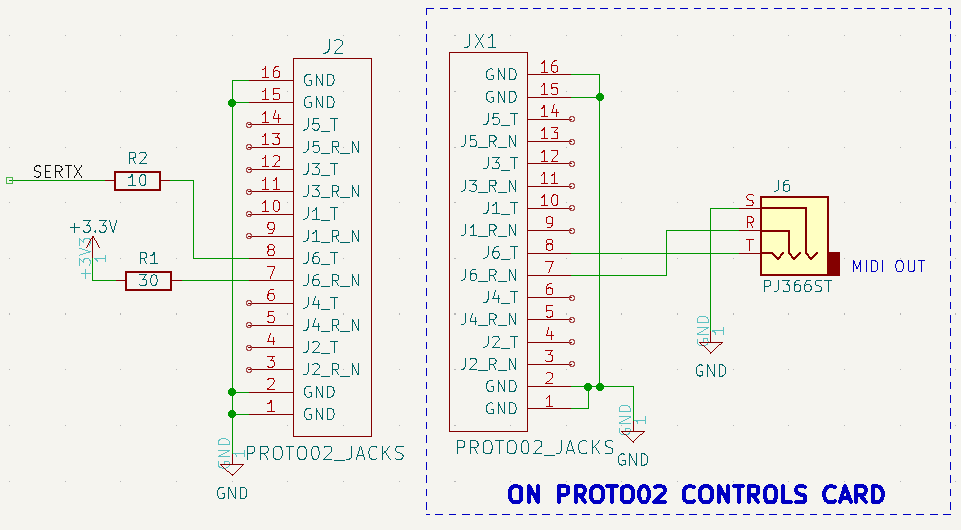 J2
16 GND
15 GND
14 J5_T
13 J5_R_N
12 J3_T
11 J3_R_N
10 J1_T
9 J1_R_N
8 J6_T
7 J6_R_N
6 J4_T
5 J4_R_N
4 J2_T
3 J2_R_N
2 GND
1 GND
PROTO02_JACKS
SERTX
R2
10
+3.3V
+3V3
1
R1
30
GND
1
GND
JX1
GND 16
GND 15
J5_T 14
J5_R_N 13
J3_T 12
J3_R_N 11
J1_T 10
J1_R_N 9
J6_T 8
J6_R_N 7
J4_T 6
J4_R_N 5
J2_T 4
J2_R_N 3
GND 2
GND 1
PROTO02_JACKS
GND
1
GND
J6
S
R
T
PJ366ST
MIDI OUT
GND
1
GND
ON PROTO02 CONTROLS CARD